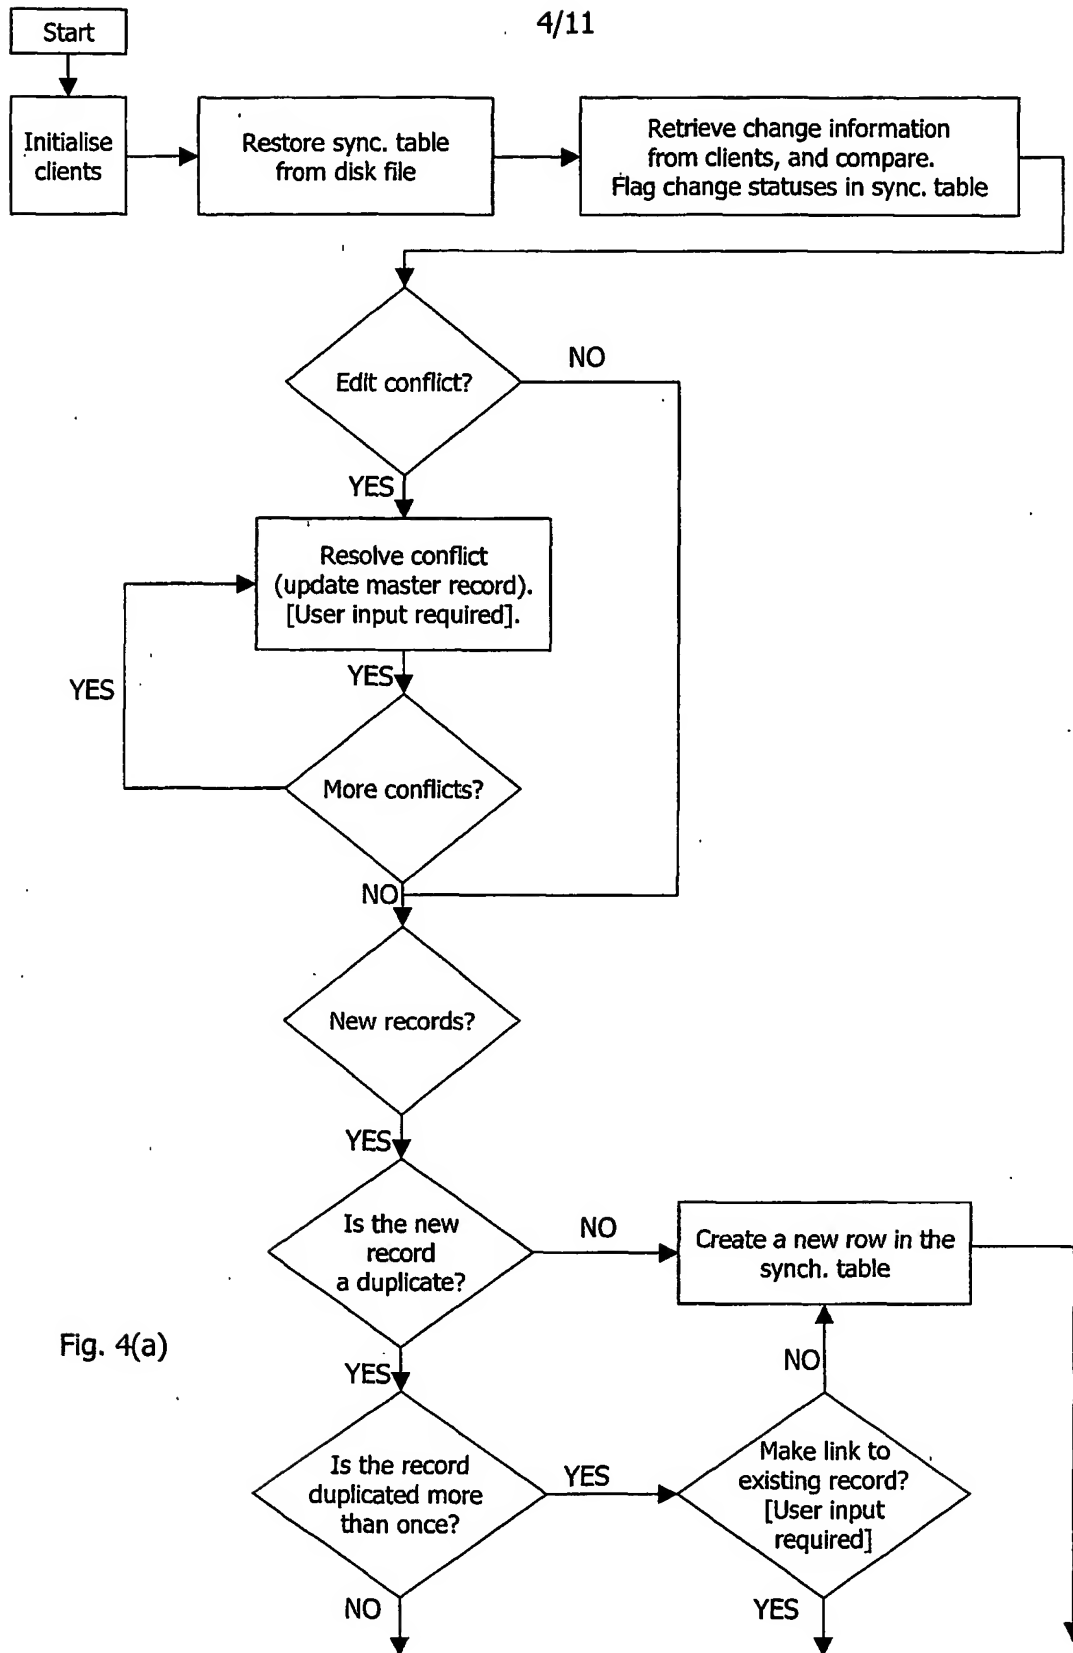 4/11
Start
Initialise
clients
Restore sync. table
from disk file
Retrieve change information
from clients, and compare.
Flag change statuses in sync. table
Edit conflict?
NO
YES
Resolve conflict
(update master record).
[User input required].
YES
YES
More conflicts?
NO
New records?
YES
Is the new
record
a duplicate?
NO
Create a new row in the
synch. table
Fig. 4(a)
YES
NO
Is the record
duplicated more
than once?
YES
Make link to
existing record?
[User input
required]
NO
YES